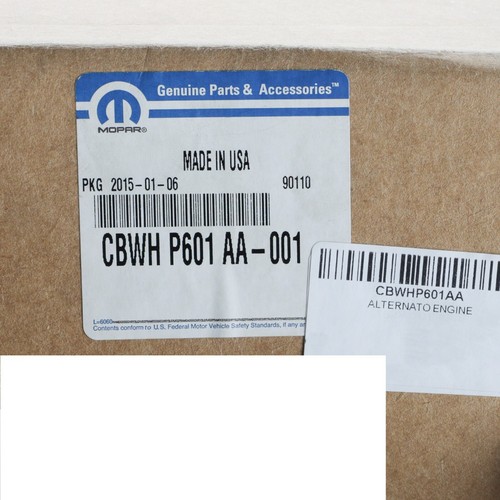 Genuine Parts & Accessories™
MOPAR®
MADE IN USA
PKG 2015-01-06 90110
CBWH P601 AA-001
L-6065
Contents conform to U.S. Federal Motor Vehicle Safety Standards, if any
CBWHP601AA
ALTERNATO ENGINE